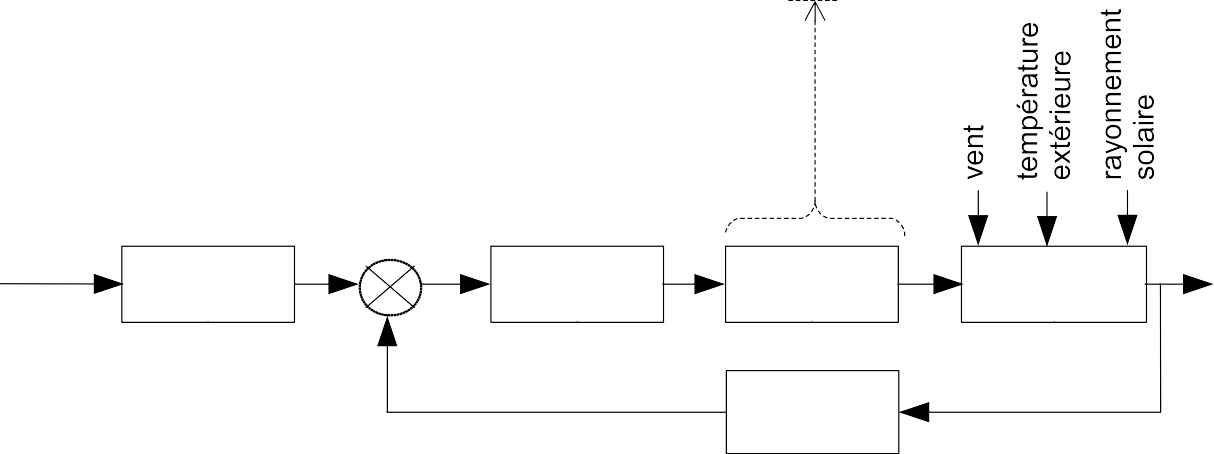 vent
température
extérieure
rayonnement
solaire